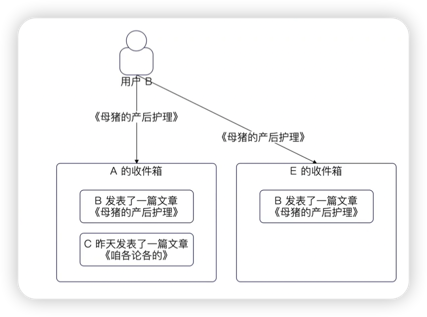 用户 B
《母猪的产后护理》
《母猪的产后护理》
A 的收件箱
B 发表了一篇文章
《母猪的产后护理》
C 昨天发表了一篇文章
《咱各论各的》
E 的收件箱
B 发表了一篇文章
《母猪的产后护理》